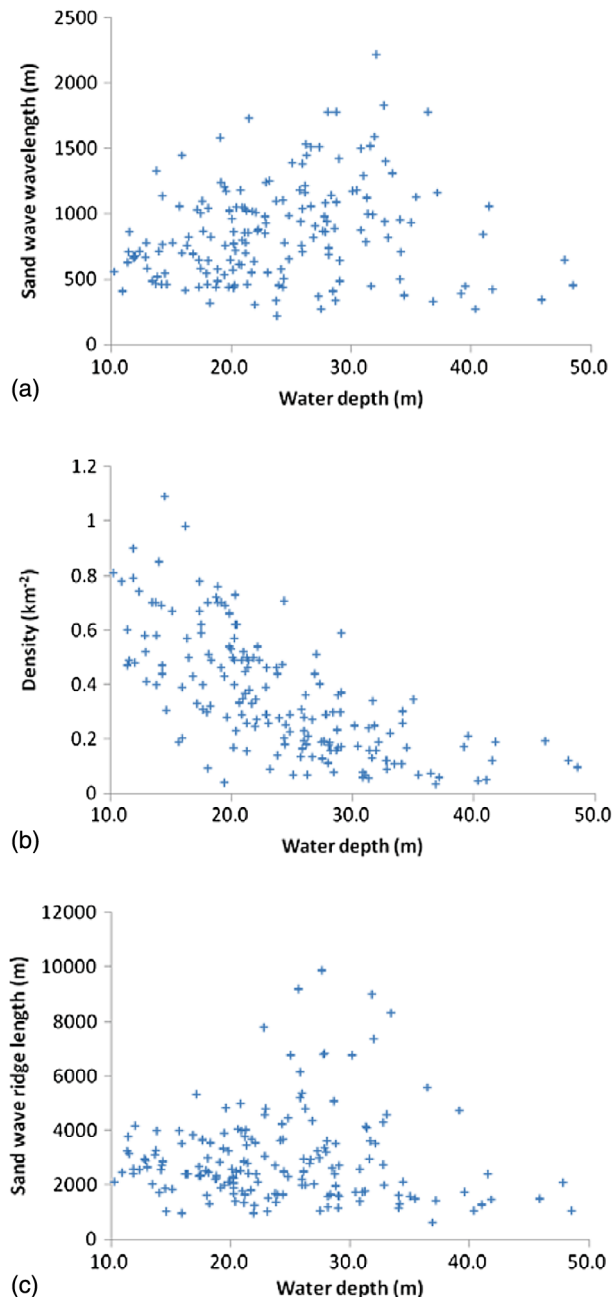 2500
2000
1500
1000
500
0
10.0 20.0 30.0 40.0 50.0
Sand wave wavelength (m)
Water depth (m)
(a)
1.2
1
0.8
0.6
0.4
0.2
0
10.0 20.0 30.0 40.0 50.0
Density (km⁻²)
Water depth (m)
(b)
12000
10000
8000
6000
4000
2000
0
10.0 20.0 30.0 40.0 50.0
Sand wave ridge length (m)
Water depth (m)
(c)